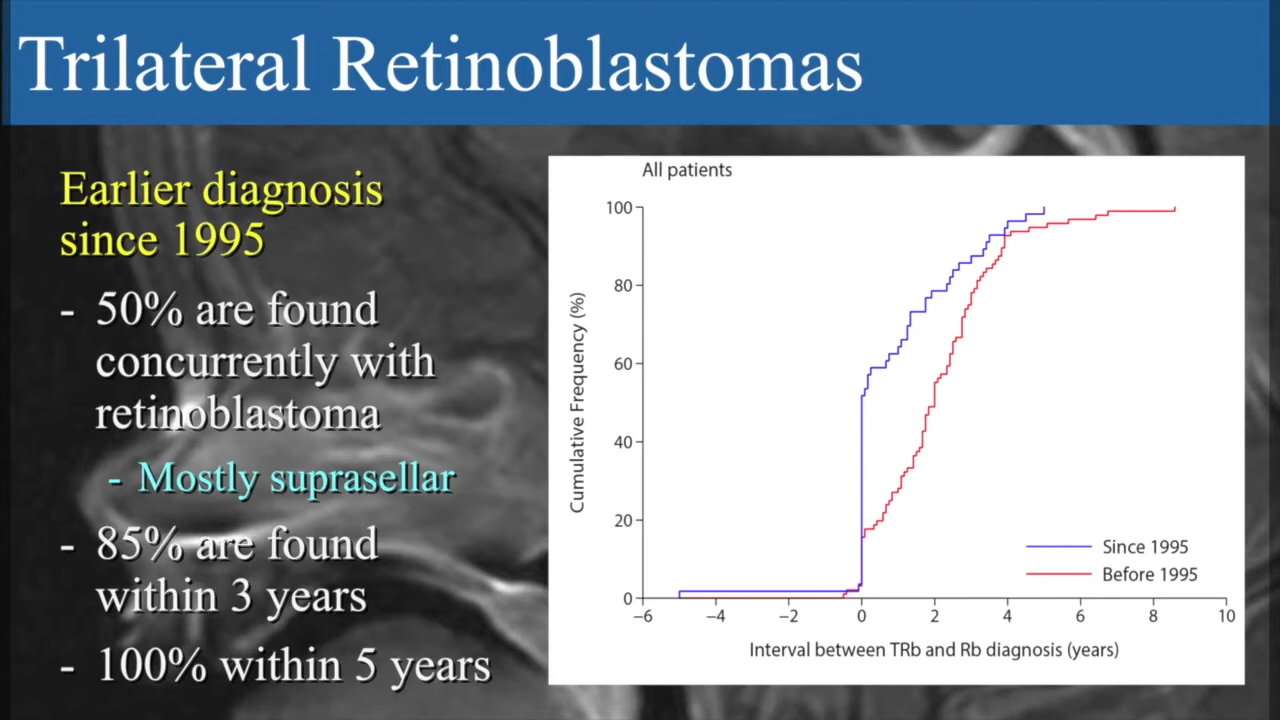 Trilateral Retinoblastomas
Earlier diagnosis
since 1995
- 50% are found
concurrently with
retinoblastoma
- Mostly suprasellar
- 85% are found
within 3 years
- 100% within 5 years
All patients
Cumulative Frequency (%)
100
80
60
40
20
0
−6 −4 −2 0 2 4 6 8 10
Interval between TRb and Rb diagnosis (years)
Since 1995
Before 1995